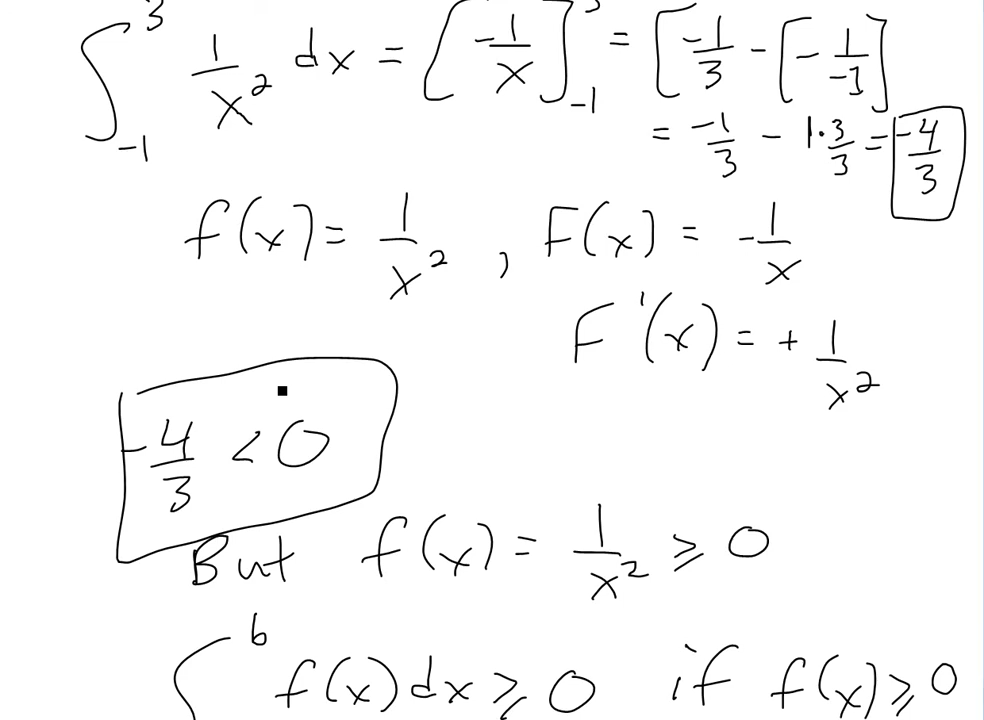 ∫_{-1}^{3} 1/x² dx = [-1/x]_{-1} = [-1/3 - [-1/-1]
= -1/3 - 1·3/3 = -4/3
f(x) = 1/x² , F(x) = -1/x
F'(x) = + 1/x²
-4/3 < 0
But f(x) = 1/x² ≥ 0
∫^{b} f(x)dx ≥ 0 if f(x) ≥ 0